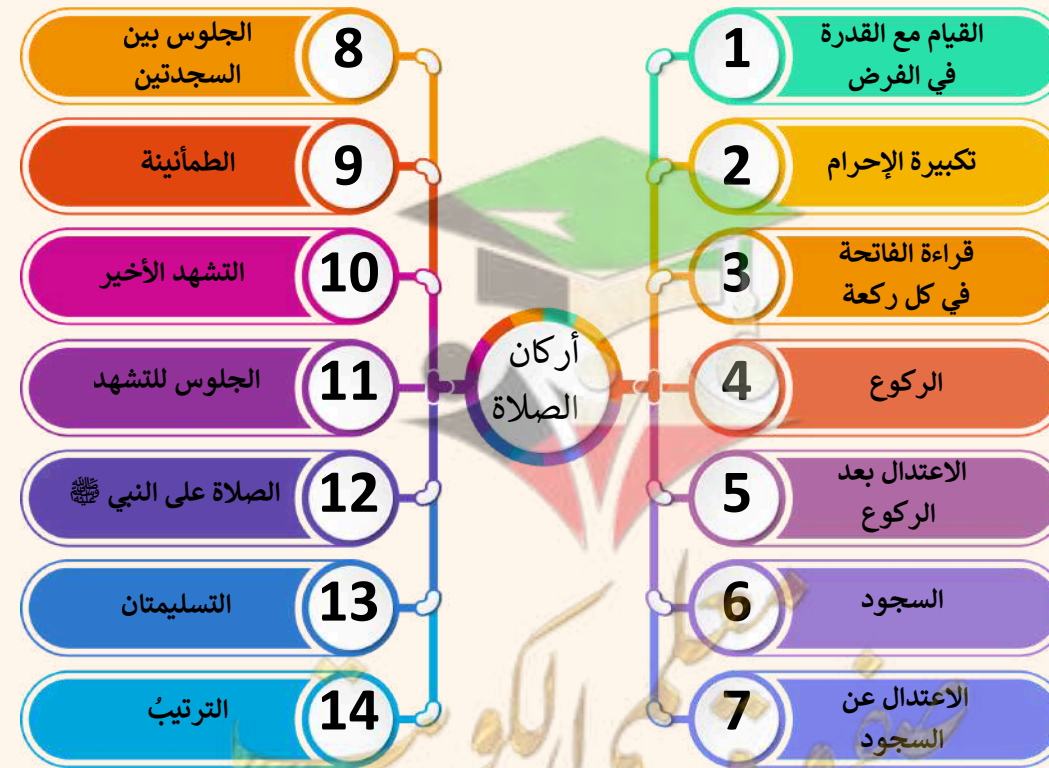 أركان
الصلاة
1
القيام مع القدرة
في الفرض
2
تكبيرة الإحرام
3
قراءة الفاتحة
في كل ركعة
4
الركوع
5
الاعتدال بعد
الركوع
6
السجود
7
الاعتدال عن
السجود
8
الجلوس بين
السجدتين
9
الطمأنينة
10
التشهد الأخير
11
الجلوس للتشهد
12
الصلاة على النبي ﷺ
13
التسليمتان
14
الترتيبُ